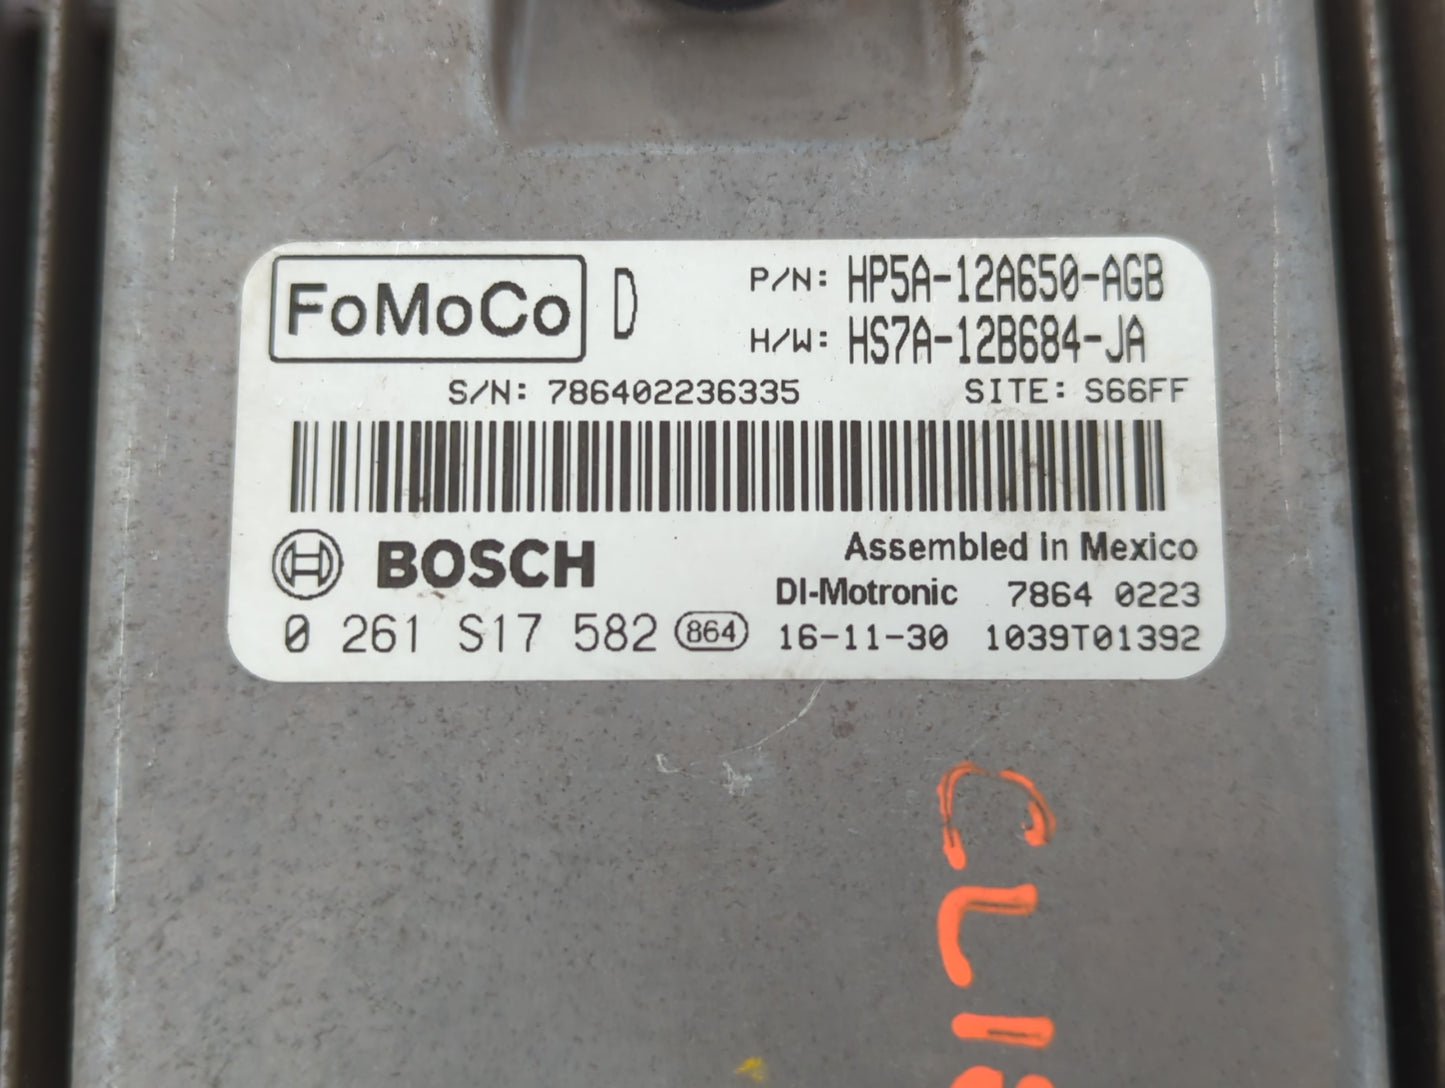 FoMoCo D P/N: HP5A-12A650-AGB
H/W: HS7A-12B684-JA
S/N: 786402236335 SITE: S66FF
BOSCH Assembled in Mexico
DI-Motronic 7864 0223
0 261 S17 582 864 16-11-30 1039T01392